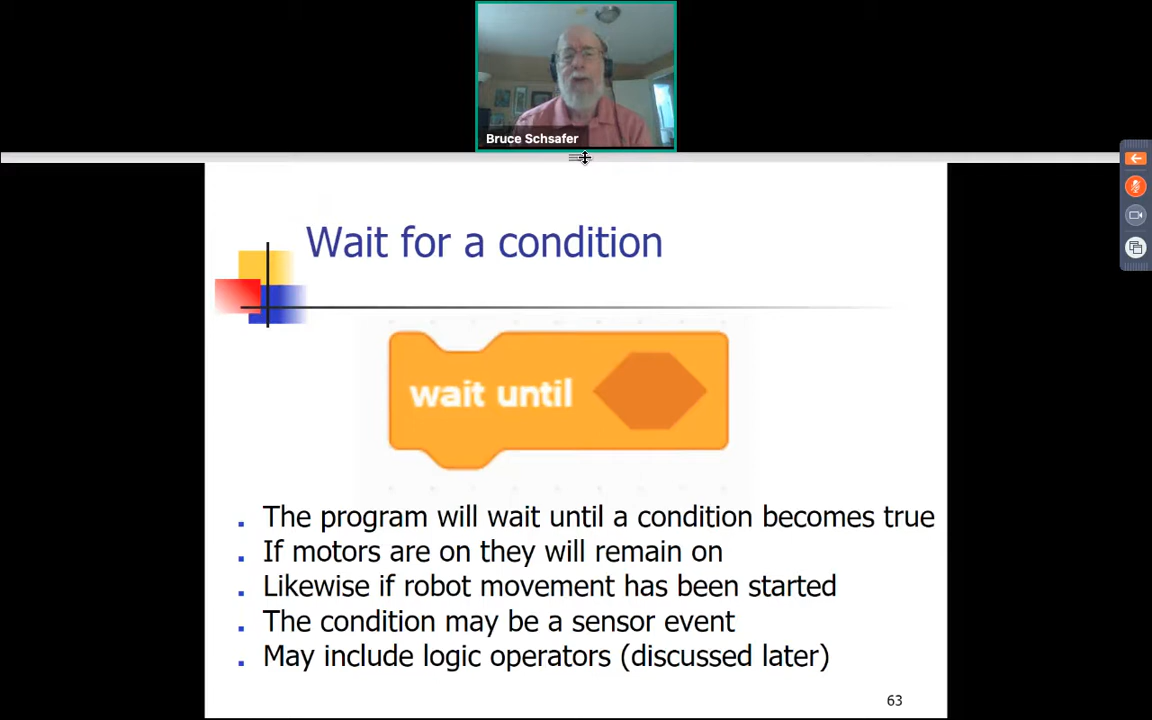 Bruce Schsafer
Wait for a condition
wait until
The program will wait until a condition becomes true
If motors are on they will remain on
Likewise if robot movement has been started
The condition may be a sensor event
May include logic operators (discussed later)
63